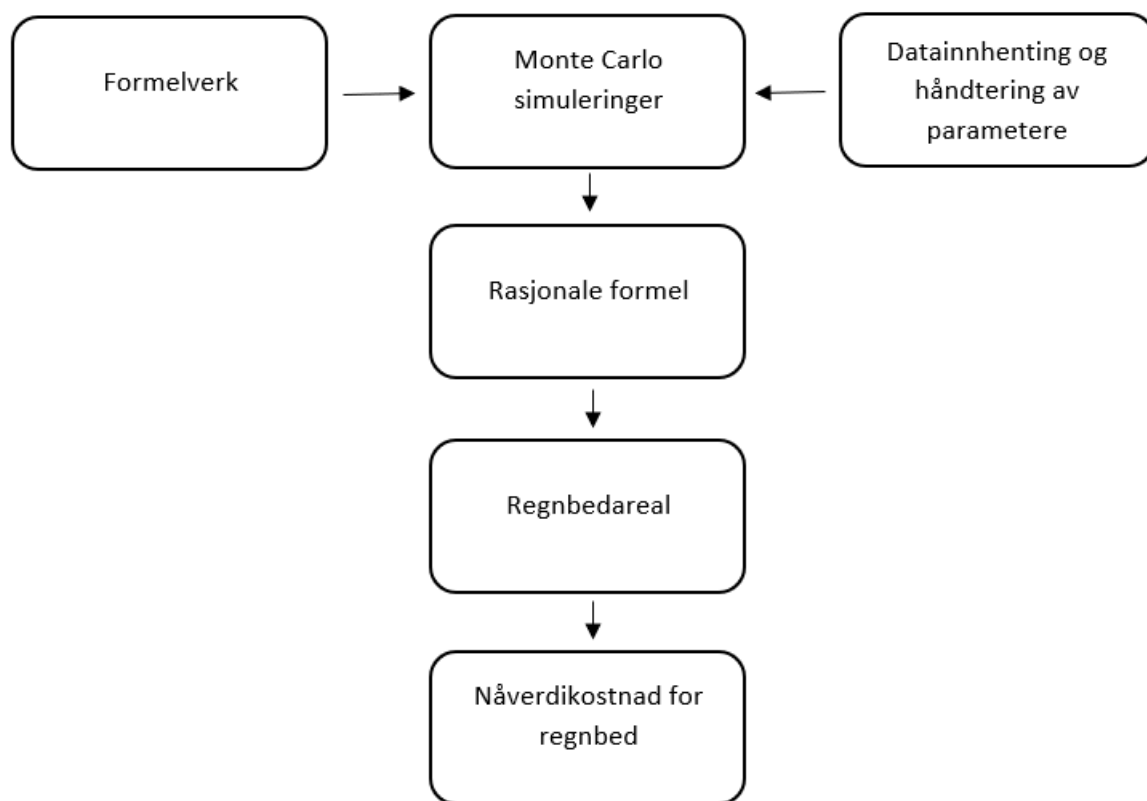 Formelverk
Monte Carlo
simuleringer
Datainnhenting og
håndtering av
parametere
Rasjonale formel
Regnbedareal
Nåverdikostnad for
regnbed